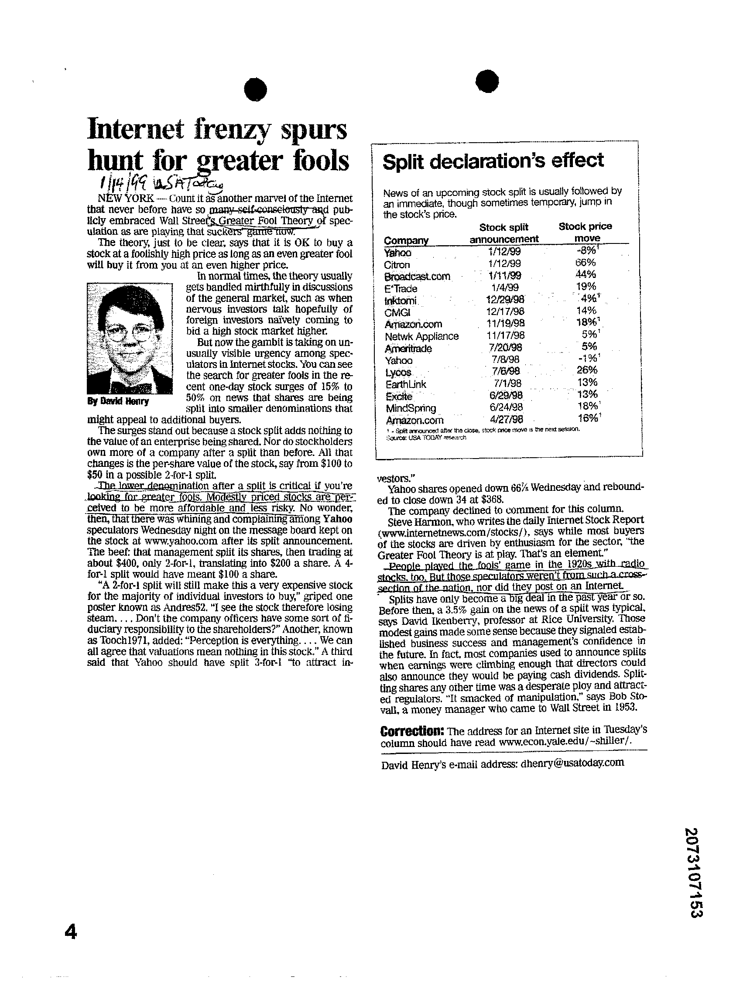 Internet frenzy spurs
hunt for greater fools
1/14/99 USA Today
NEW YORK — Count it as another marvel of the Internet
that never before have so many self-consciously and pub-
licly embraced Wall Street's Greater Fool Theory of spec-
ulation as are playing that suckers' game now.
The theory, just to be clear, says that it is OK to buy a
stock at a foolishly high price as long as an even greater fool
will buy it from you at an even higher price.
In normal times, the theory usually
gets bandied mirthfully in discussions
of the general market, such as when
nervous investors talk hopefully of
foreign investors naïvely coming to
bid a high stock market higher.
But now the gambit is taking on un-
usually visible urgency among spec-
ulators in Internet stocks. You can see
the search for greater fools in the re-
cent one-day stock surges of 15% to
50% on news that shares are being
split into smaller denominations that
By David Henry
might appeal to additional buyers.
The surges stand out because a stock split adds nothing to
the value of an enterprise being shared. Nor do stockholders
own more of a company after a split than before. All that
changes is the per-share value of the stock, say from $100 to
$50 in a possible 2-for-1 split.
The lower denomination after a split is critical if you're
looking for greater fools. Modestly priced stocks are per-
ceived to be more affordable and less risky. No wonder,
then, that there was whining and complaining among Yahoo
speculators Wednesday night on the message board kept on
the stock at www.yahoo.com after its split announcement.
The beef: that management split its shares, then trading at
about $400, only 2-for-1, translating into $200 a share. A 4-
for-1 split would have meant $100 a share.
"A 2-for-1 split will still make this a very expensive stock
for the majority of individual investors to buy," griped one
poster known as Andres52. "I see the stock therefore losing
steam. . . . Don't the company officers have some sort of fi-
duciary responsibility to the shareholders?" Another, known
as Tooch1971, added: "Perception is everything. . . . We can
all agree that valuations mean nothing in this stock." A third
said that Yahoo should have split 3-for-1 "to attract in-
Split declaration's effect
News of an upcoming stock split is usually followed by
an immediate, though sometimes temporary, jump in
the stock's price.
Stock split Stock price
Company announcement move
Yahoo 1/12/99 -8%¹
Citron 1/12/99 66%
Broadcast.com 1/11/99 44%
E*Trade 1/4/99 19%
Inktomi 12/29/98 4%¹
CMGI 12/17/98 14%
Amazon.com 11/19/98 18%¹
Netwk Appliance 11/17/98 5%¹
Ameritrade 7/20/98 5%
Yahoo 7/8/98 -1%¹
Lycos 7/6/98 26%
EarthLink 7/1/98 13%
Excite 6/29/98 13%
MindSpring 6/24/98 18%¹
Amazon.com 4/27/98 16%¹
1 - Split announced after the close, stock price move is the next session.
Source: USA TODAY research
vestors."
Yahoo shares opened down 66¼ Wednesday and rebound-
ed to close down 34 at $368.
The company declined to comment for this column.
Steve Harmon, who writes the daily Internet Stock Report
(www.internetnews.com/stocks/), says while most buyers
of the stocks are driven by enthusiasm for the sector, "the
Greater Fool Theory is at play. That's an element."
People played the fools' game in the 1920s with radio
stocks, too. But those speculators weren't from such a cross-
section of the nation, nor did they post on an Internet.
Splits have only become a big deal in the past year or so.
Before then, a 3.5% gain on the news of a split was typical,
says David Ikenberry, professor at Rice University. Those
modest gains made some sense because they signaled estab-
lished business success and management's confidence in
the future. In fact, most companies used to announce splits
when earnings were climbing enough that directors could
also announce they would be paying cash dividends. Split-
ting shares any other time was a desperate ploy and attract-
ed regulators. "It smacked of manipulation," says Bob Sto-
vall, a money manager who came to Wall Street in 1953.
Correction: The address for an Internet site in Tuesday's
column should have read www.econ.yale.edu/~shiller/.
David Henry's e-mail address: dhenry@usatoday.com
2073107153
4